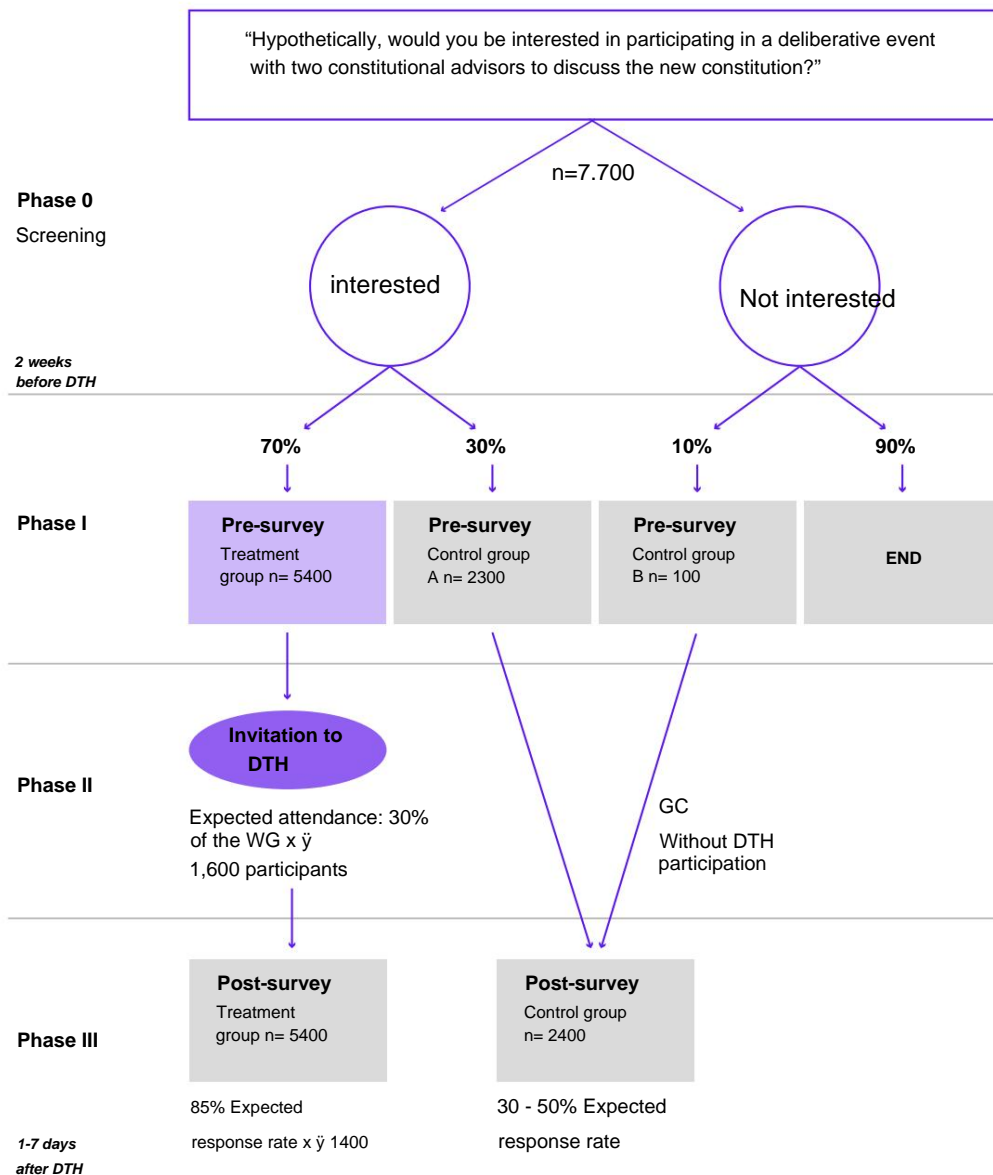 “Hypothetically, would you be interested in participating in a deliberative event
with two constitutional advisors to discuss the new constitution?”
n=7.700
Phase 0
Screening
interested
Not interested
2 weeks
before DTH
70%
30%
10%
90%
Phase I
Pre-survey
Treatment
group n= 5400
Pre-survey
Control group
A n= 2300
Pre-survey
Control group
B n= 100
END
Phase II
Invitation to
DTH
Expected attendance: 30%
of the WG x ÿ
1,600 participants
GC
Without DTH
participation
Phase III
Post-survey
Treatment
group n= 5400
Post-survey
Control group
n= 2400
85% Expected
response rate x ÿ 1400
30 - 50% Expected
response rate
1-7 days
after DTH